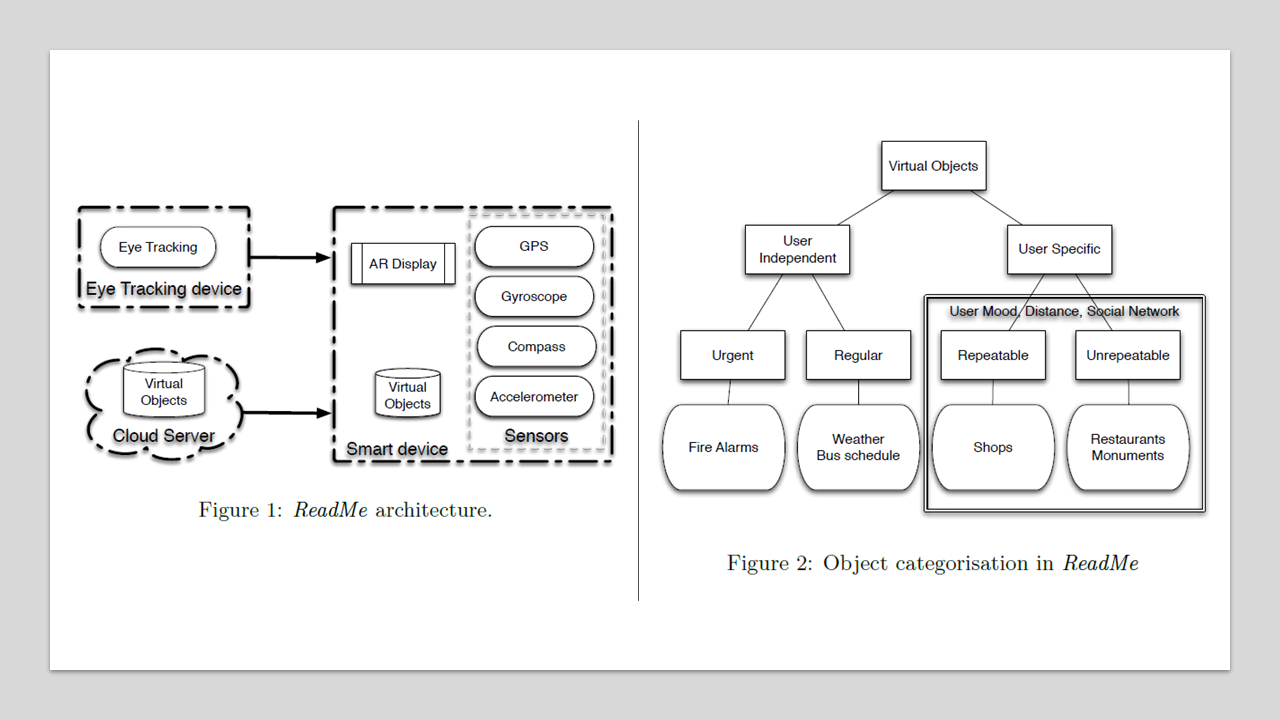 Eye Tracking
Eye Tracking device
Virtual
Objects
Cloud Server
AR Display
Virtual
Objects
Smart device
GPS
Gyroscope
Compass
Accelerometer
Sensors
Figure 1: ReadMe architecture.
Virtual Objects
User
Independent
User Specific
User Mood, Distance, Social Network
Urgent
Regular
Repeatable
Unrepeatable
Fire Alarms
Weather
Bus schedule
Shops
Restaurants
Monuments
Figure 2: Object categorisation in ReadMe